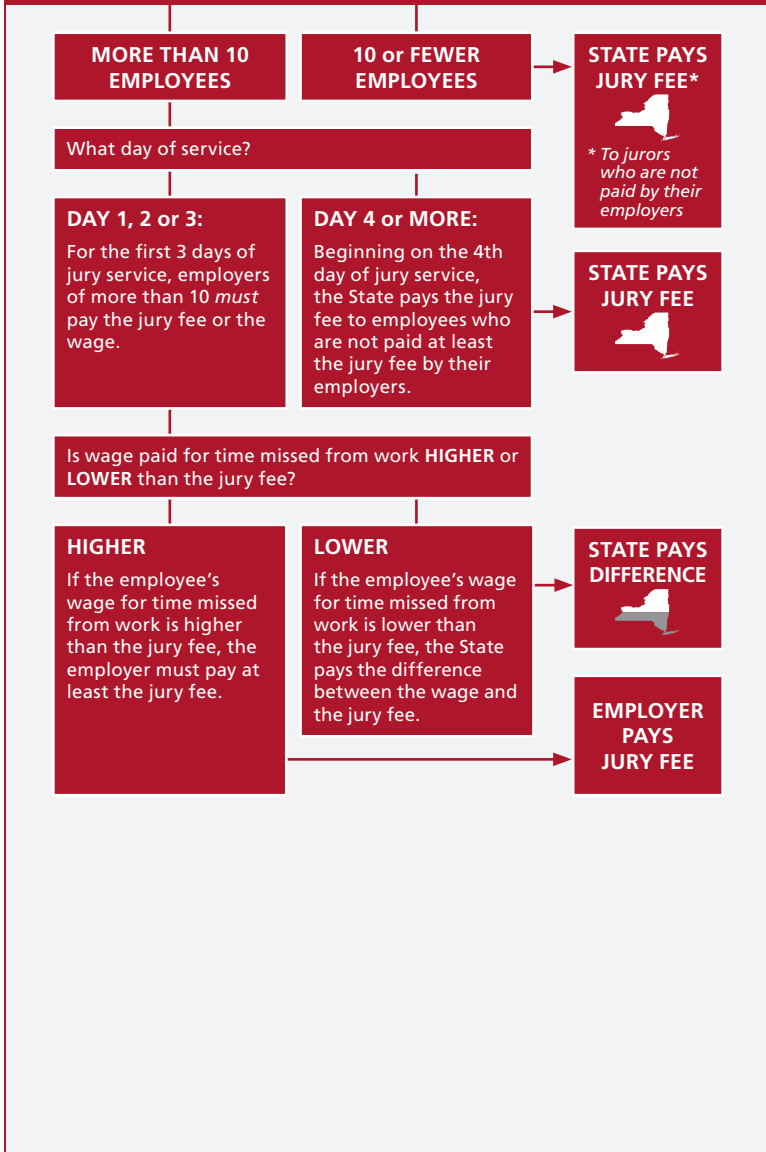 MORE THAN 10
EMPLOYEES
10 or FEWER
EMPLOYEES
STATE PAYS
JURY FEE*
* To jurors
who are not
paid by their
employers
What day of service?
DAY 1, 2 or 3:
For the first 3 days of
jury service, employers
of more than 10 must
pay the jury fee or the
wage.
DAY 4 or MORE:
Beginning on the 4th
day of jury service,
the State pays the jury
fee to employees who
are not paid at least
the jury fee by their
employers.
STATE PAYS
JURY FEE
Is wage paid for time missed from work HIGHER or
LOWER than the jury fee?
HIGHER
If the employee’s
wage for time missed
from work is higher
than the jury fee, the
employer must pay at
least the jury fee.
LOWER
If the employee’s wage
for time missed from
work is lower than
the jury fee, the State
pays the difference
between the wage and
the jury fee.
STATE PAYS
DIFFERENCE
EMPLOYER
PAYS
JURY FEE